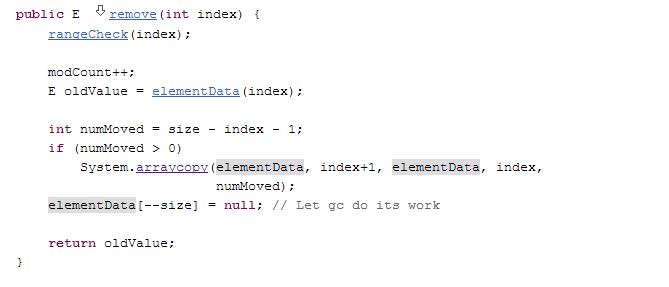 public E remove(int index) {
rangeCheck(index);
modCount++;
E oldValue = elementData(index);
int numMoved = size - index - 1;
if (numMoved > 0)
System.arraycopy(elementData, index+1, elementData, index,
numMoved);
elementData[--size] = null; // Let gc do its work
return oldValue;
}